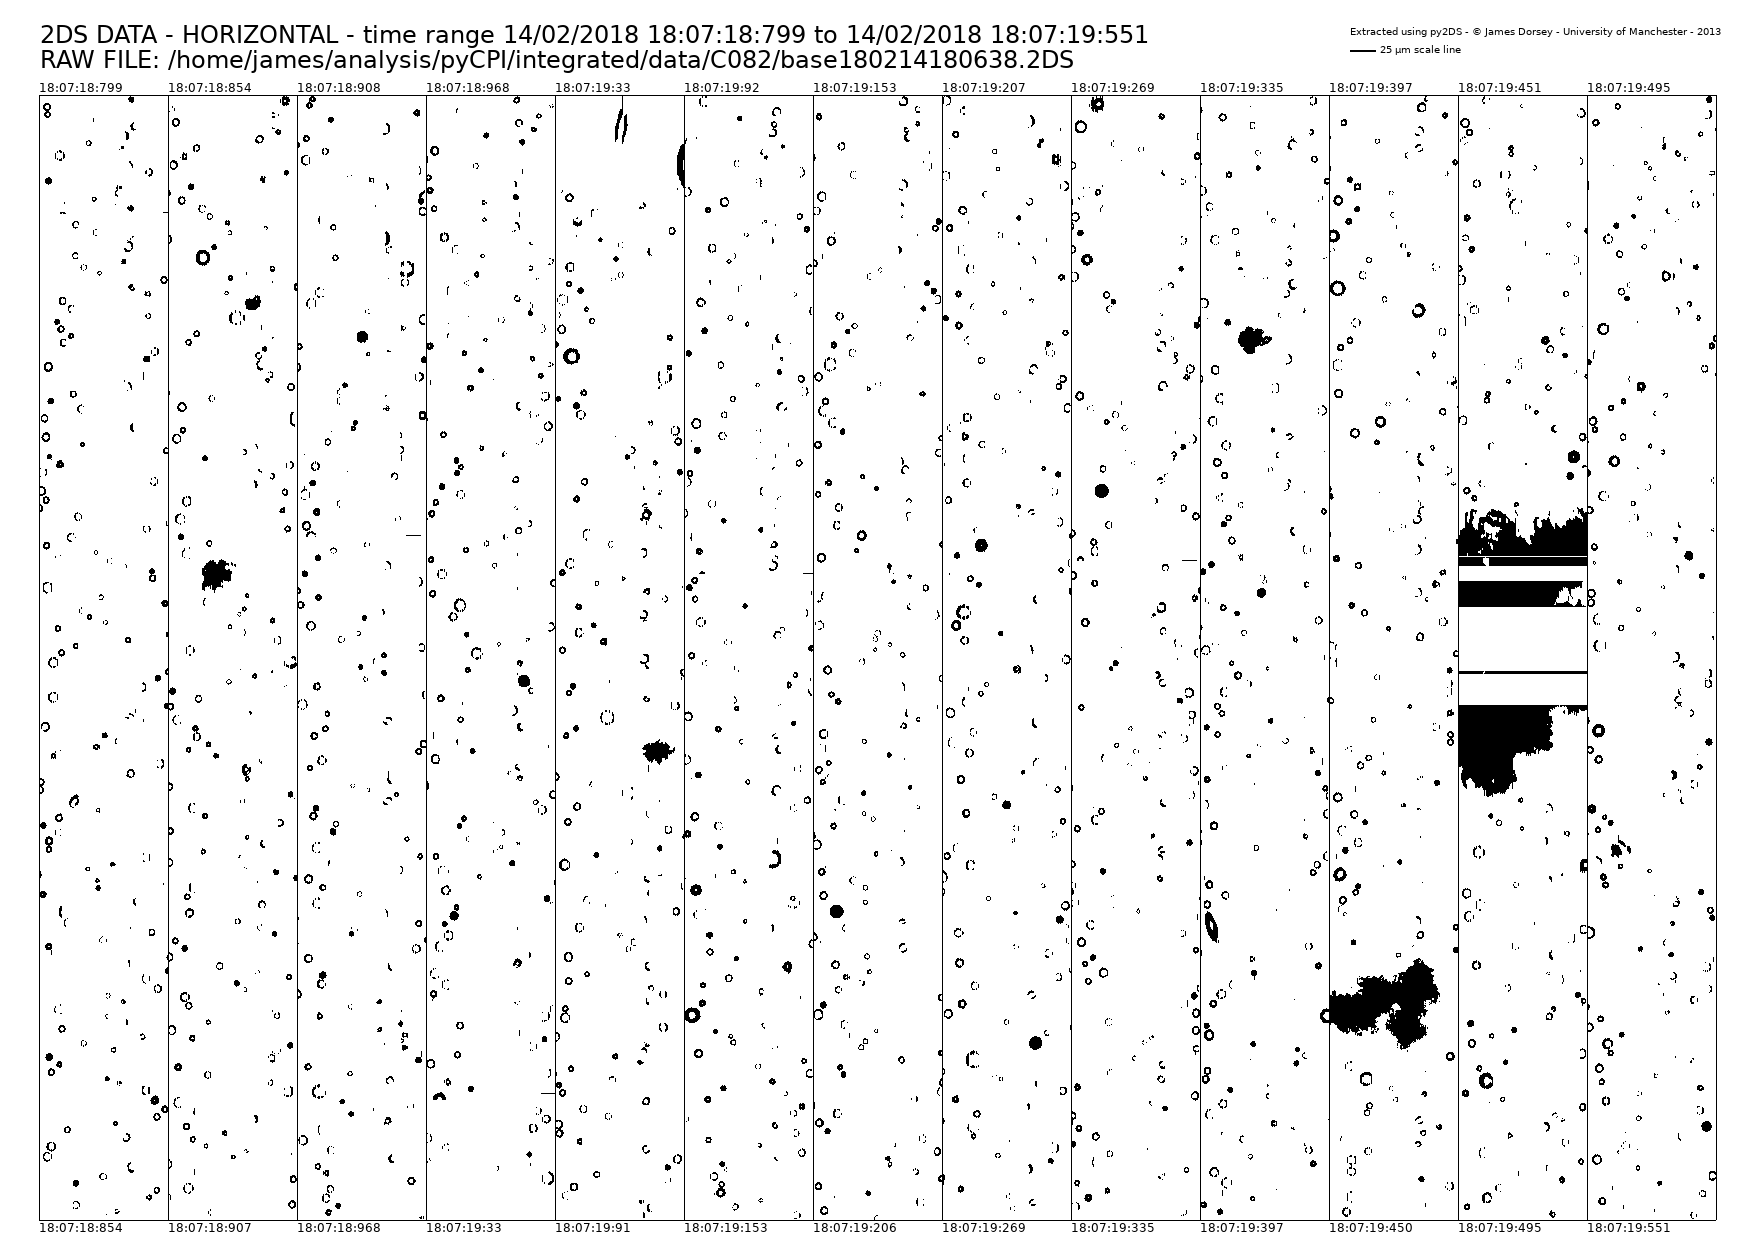 2DS DATA - HORIZONTAL - time range 14/02/2018 18:07:18:799 to 14/02/2018 18:07:19:551
RAW FILE: /home/james/analysis/pyCPI/integrated/data/C082/base180214180638.2DS
Extracted using py2DS - © James Dorsey - University of Manchester - 2013
25 µm scale line
18:07:18:799 18:07:18:854 18:07:18:908 18:07:18:968 18:07:19:33 18:07:19:92 18:07:19:153 18:07:19:207 18:07:19:269 18:07:19:335 18:07:19:397 18:07:19:451 18:07:19:495
18:07:18:854 18:07:18:907 18:07:18:968 18:07:19:33 18:07:19:91 18:07:19:153 18:07:19:206 18:07:19:269 18:07:19:335 18:07:19:397 18:07:19:450 18:07:19:495 18:07:19:551